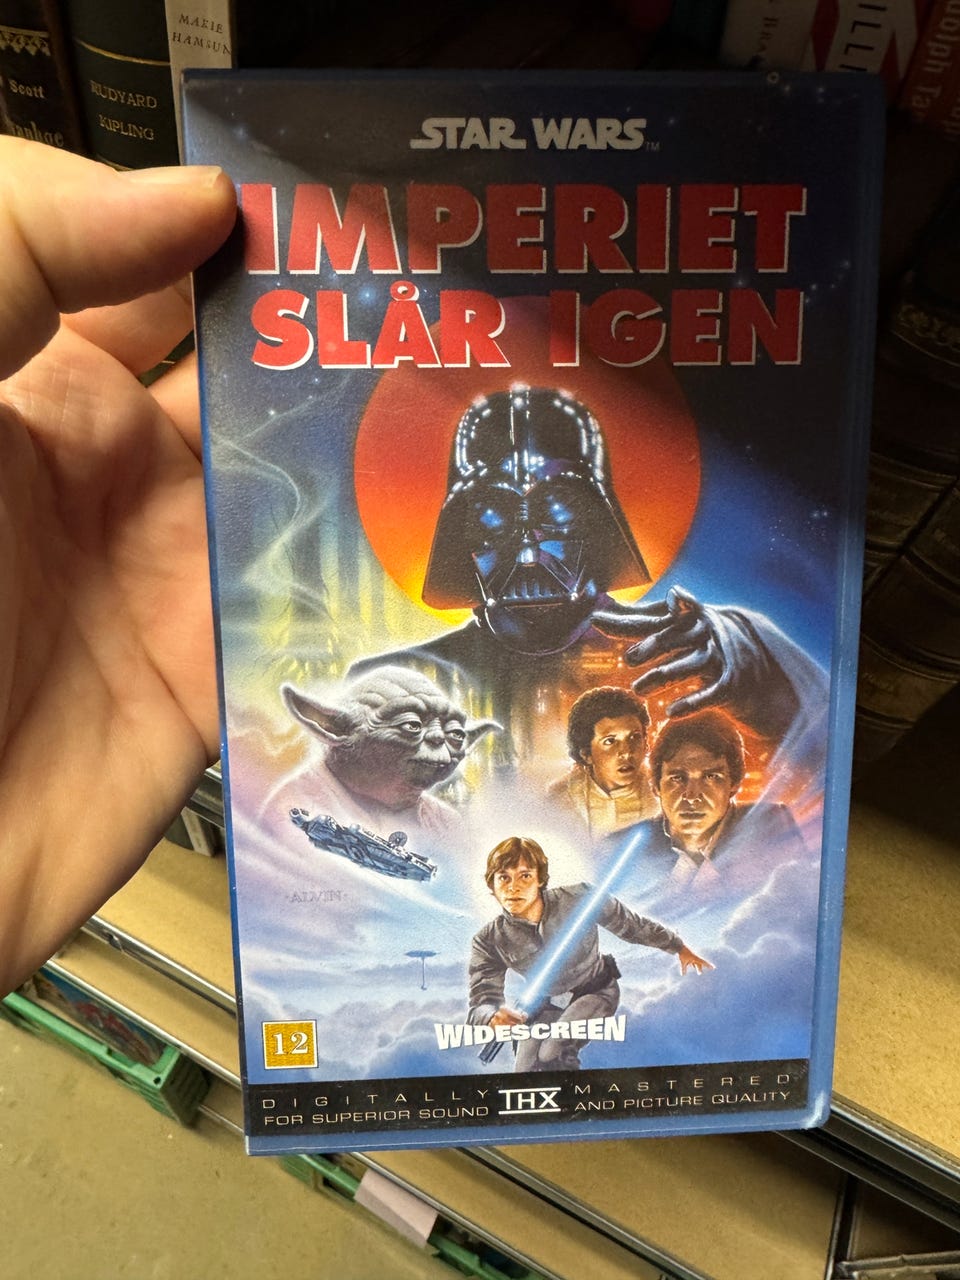 MARIE
HAMSUN
Scott
RUDYARD
KIPLING
STAR WARS™
IMPERIET
SLÅR IGEN
·ALVIN·
WIDESCREEN
12
DIGITALLY THX MASTERED
FOR SUPERIOR SOUND AND PICTURE QUALITY